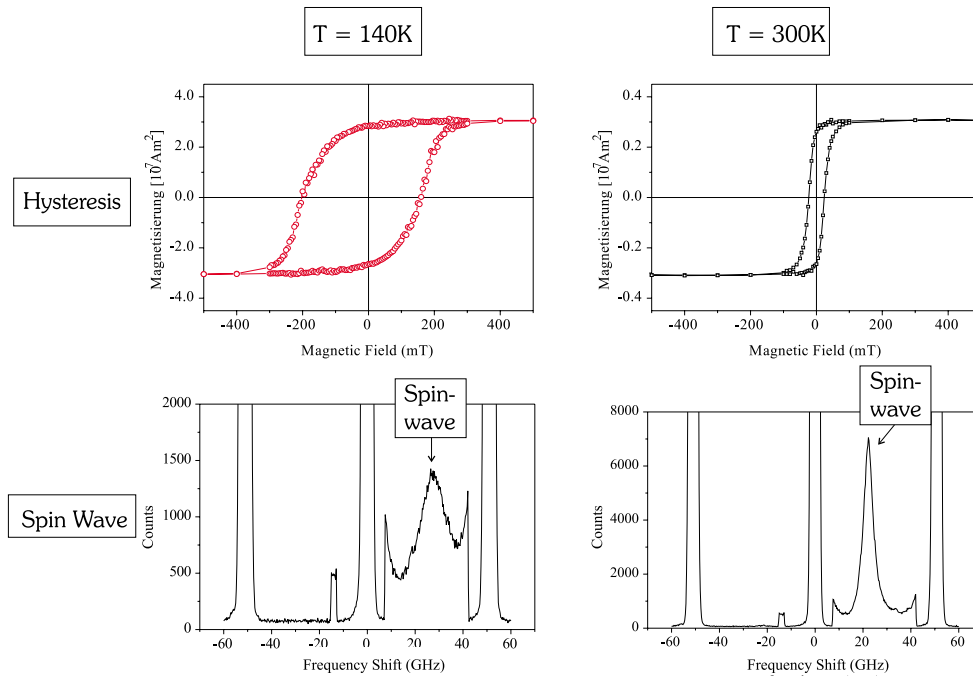 T = 140K
T = 300K
Hysteresis
Magnetisierung [10⁷Am²]
4.0
2.0
0.0
-2.0
-4.0
-400
-200
0
200
400
Magnetic Field (mT)
Magnetisierung [10⁷Am²]
0.4
0.2
0.0
-0.2
-0.4
-400
-200
0
200
400
Magnetic Field (mT)
Spin Wave
Counts
2000
1500
1000
500
0
Spin-
wave
-60
-40
-20
0
20
40
60
Frequency Shift (GHz)
Counts
8000
6000
4000
2000
0
Spin-
wave
-60
-40
-20
0
20
40
60
Frequency Shift (GHz)